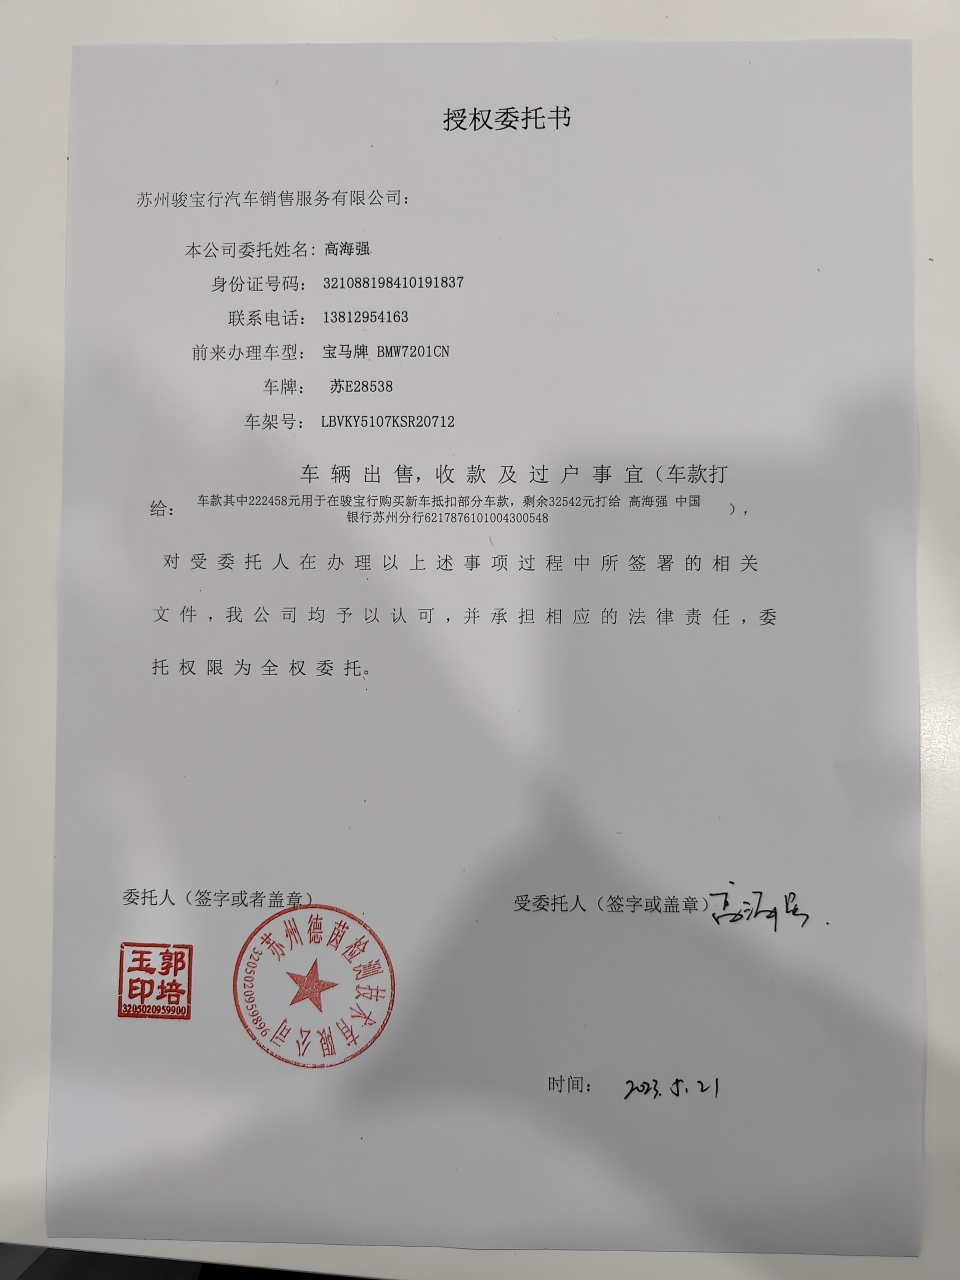 授权委托书
苏州骏宝行汽车销售服务有限公司：
本公司委托姓名：高海强
身份证号码：321088198410191837
联系电话：13812954163
前来办理车型：宝马牌 BMW7201CN
车牌：苏E28538
车架号：LBVKY5107KSR20712
车辆出售，收款及过户事宜（车款打
给：车款其中222458元用于在骏宝行购买新车抵扣部分车款，剩余32542元打给 高海强 中国
银行苏州分行6217876101004300548），
对受委托人在办理以上述事项过程中所签署的相关
文件，我公司均予以认可，并承担相应的法律责任，委
托权限为全权委托。
委托人（签字或者盖章）
受委托人（签字或盖章）高海强
苏州德茵检测技术有限公司
3205020959896
郭培玉印
3205020959900
时间：2023.5.21